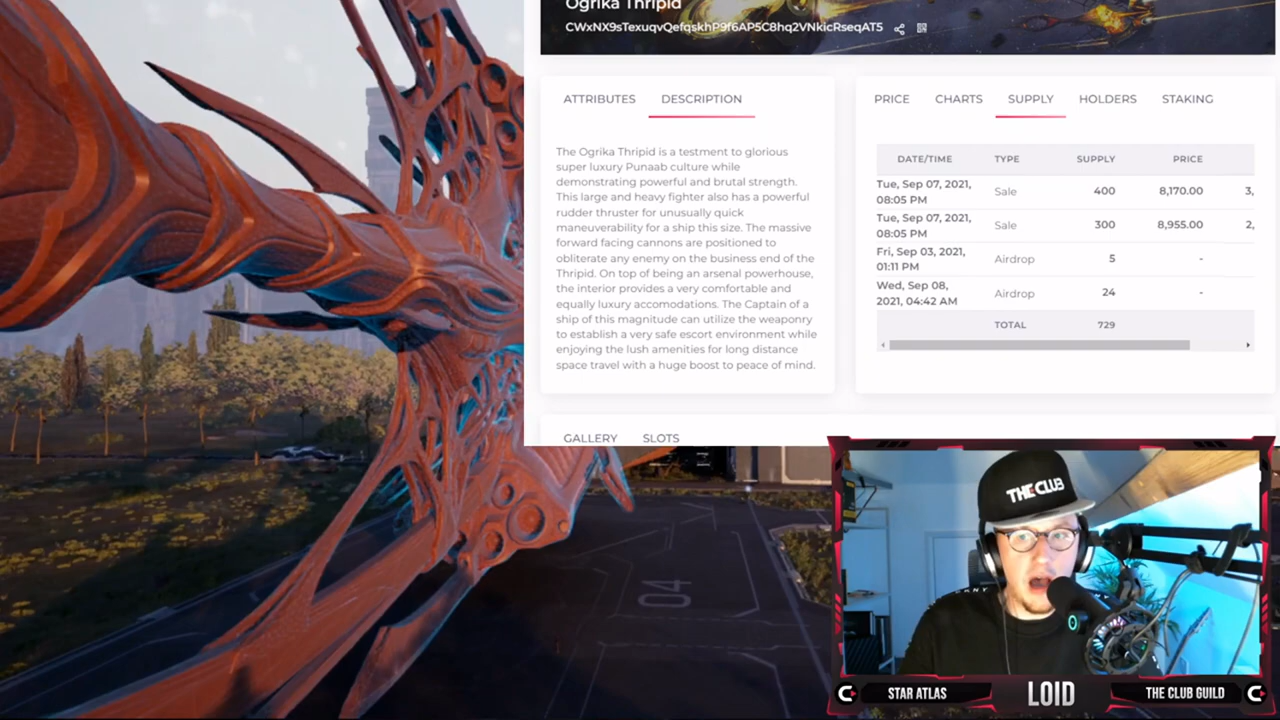 Ogrika Thripid
CWxNX9sTexuqvQefqskhP9f6AP5C8hq2VNkicRseqAT5
ATTRIBUTES DESCRIPTION
The Ogrika Thripid is a testment to glorious
super luxury Punaab culture while
demonstrating powerful and brutal strength.
This large and heavy fighter also has a powerful
rudder thruster for unusually quick
maneuverability for a ship this size. The massive
forward facing cannons are positioned to
obliterate any enemy on the business end of the
Thripid. On top of being an arsenal powerhouse,
the interior provides a very comfortable and
equally luxury accomodations. The Captain of a
ship of this magnitude can utilize the weaponry
to establish a very safe escort environment while
enjoying the lush amenities for long distance
space travel with a huge boost to peace of mind.
PRICE CHARTS SUPPLY HOLDERS STAKING
DATE/TIME TYPE SUPPLY PRICE
Tue, Sep 07, 2021,
08:05 PM Sale 400 8,170.00 3,
Tue, Sep 07, 2021,
08:05 PM Sale 300 8,955.00 2,
Fri, Sep 03, 2021,
01:11 PM Airdrop 5 -
Wed, Sep 08,
2021, 04:42 AM Airdrop 24 -
TOTAL 729
GALLERY SLOTS
04
THE CLUB
STAR ATLAS LOID THE CLUB GUILD